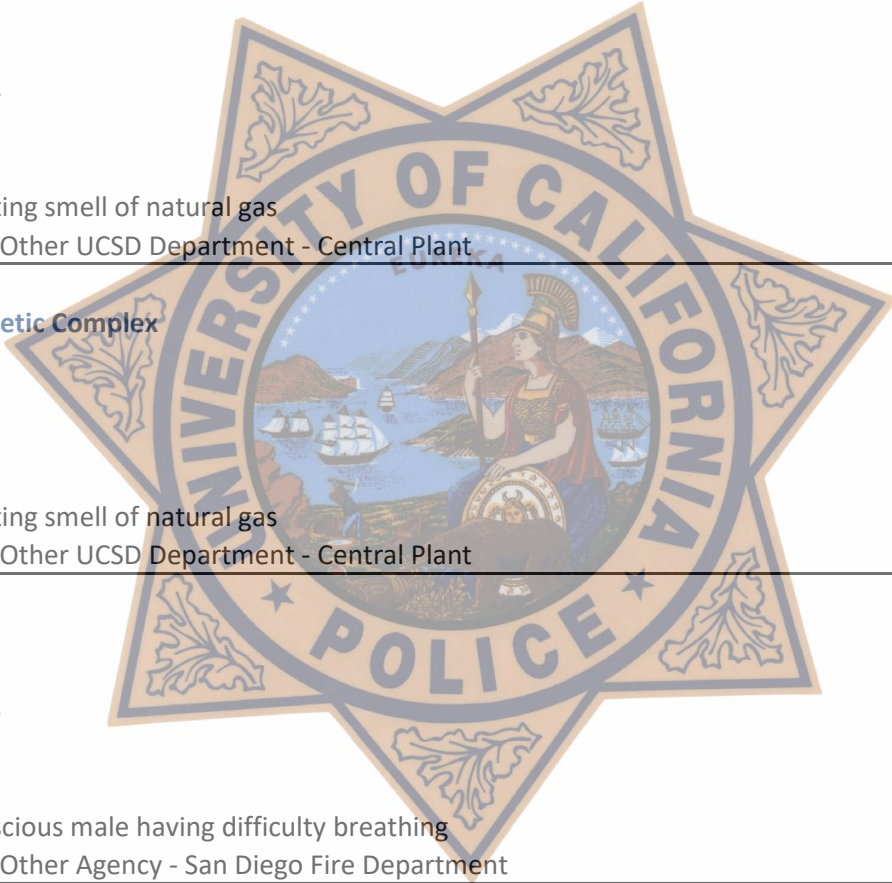 ting smell of natural gas
Other UCSD Department - Central Plant
etic Complex
ting smell of natural gas
Other UCSD Department - Central Plant
scious male having difficulty breathing
Other Agency - San Diego Fire Department
UNIVERSITY OF CALIFORNIA
EUREKA
POLICE